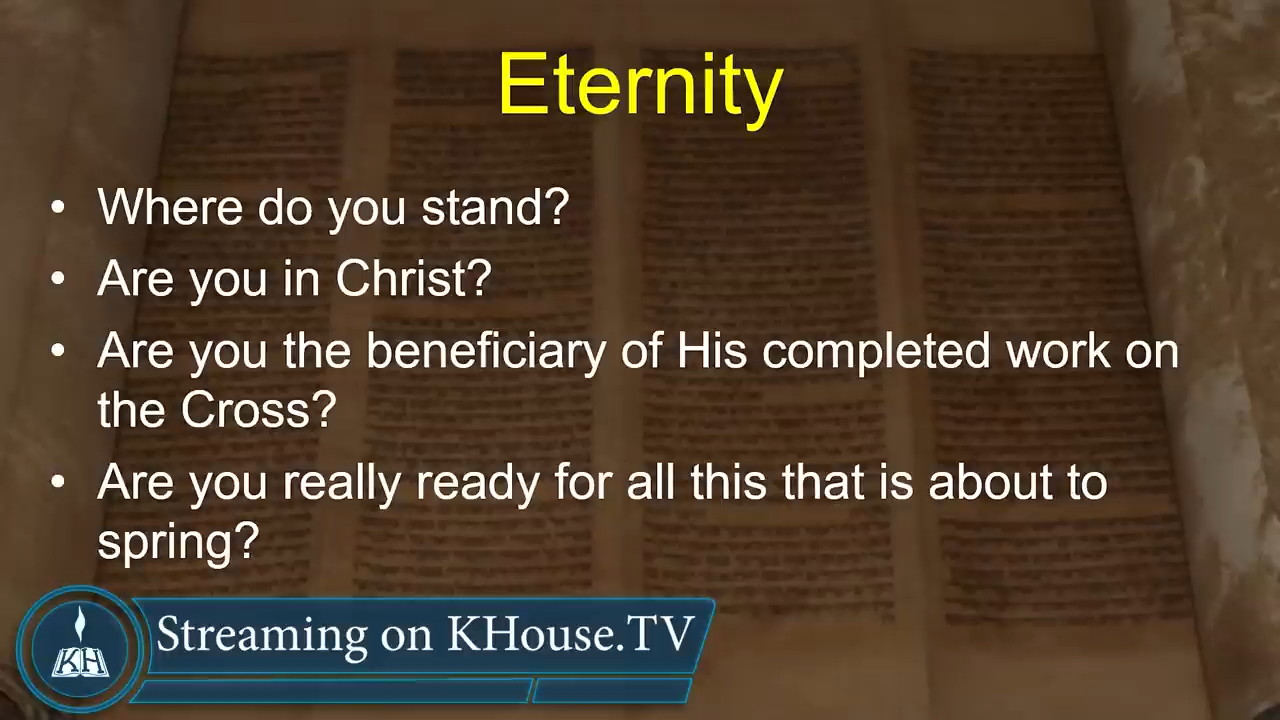 Eternity
• Where do you stand?
• Are you in Christ?
• Are you the beneficiary of His completed work on
the Cross?
• Are you really ready for all this that is about to
spring?
KH
Streaming on KHouse.TV